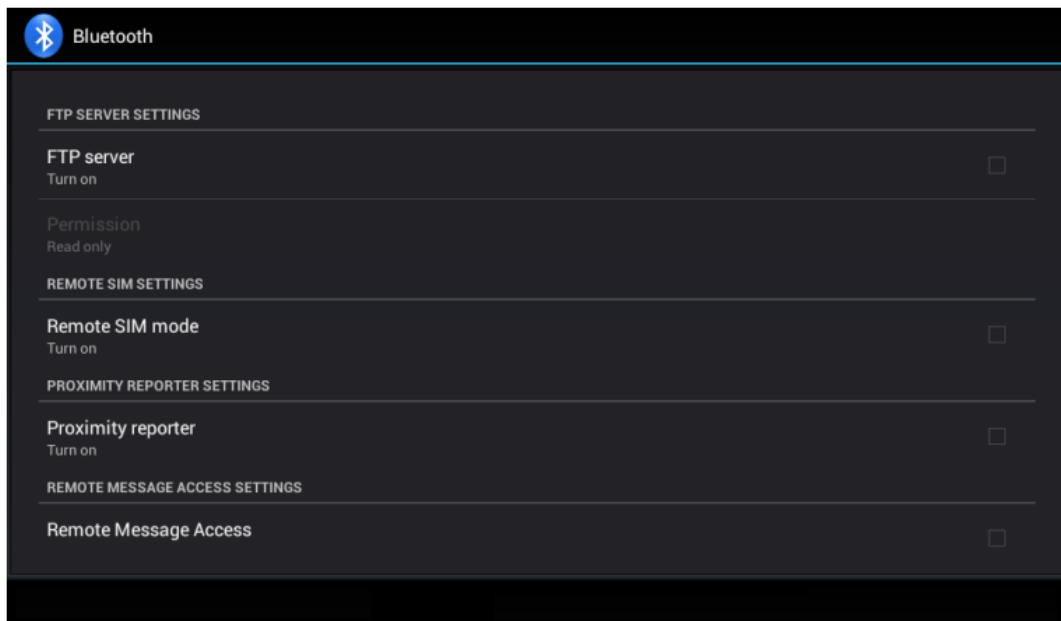 Bluetooth
FTP SERVER SETTINGS
FTP server
Turn on
Permission
Read only
REMOTE SIM SETTINGS
Remote SIM mode
Turn on
PROXIMITY REPORTER SETTINGS
Proximity reporter
Turn on
REMOTE MESSAGE ACCESS SETTINGS
Remote Message Access